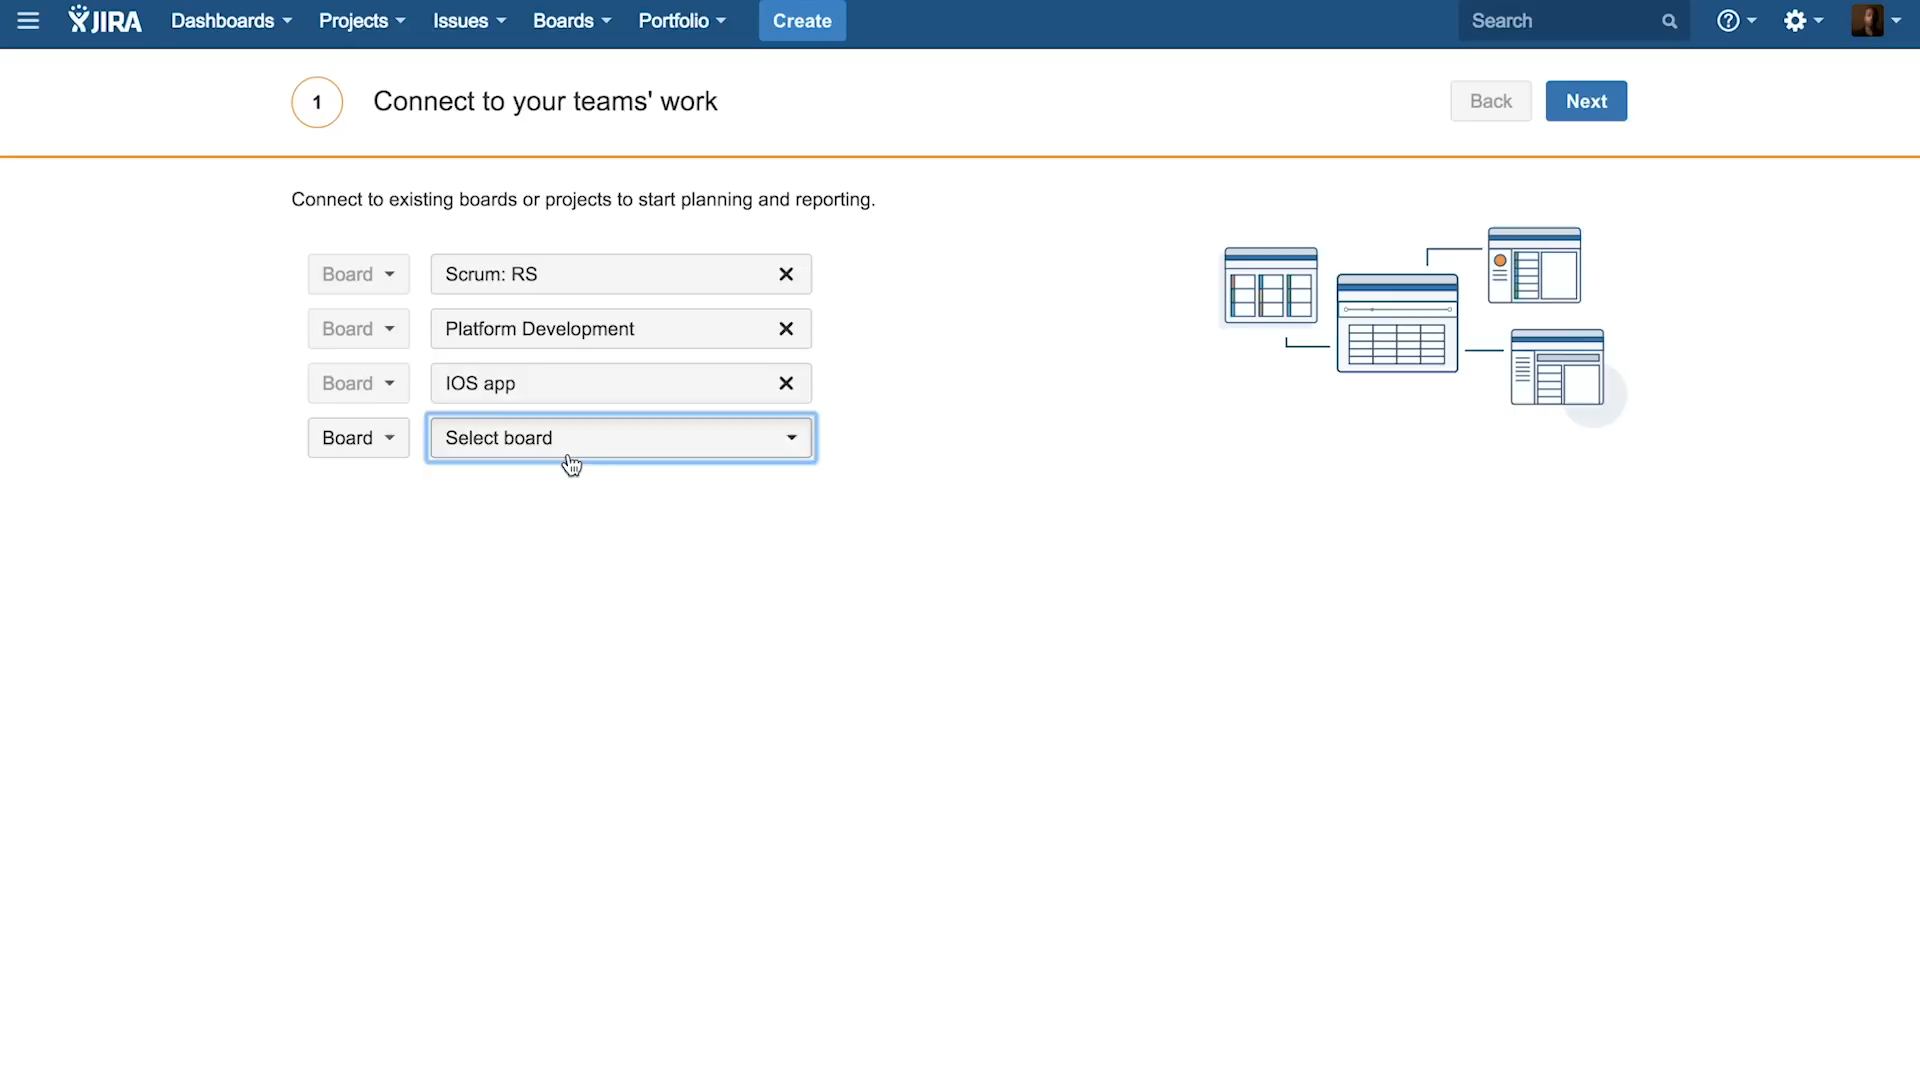 JIRA Dashboards Projects Issues Boards Portfolio Create Search
1 Connect to your teams' work Back Next
Connect to existing boards or projects to start planning and reporting.
Board Scrum: RS
Board Platform Development
Board IOS app
Board Select board